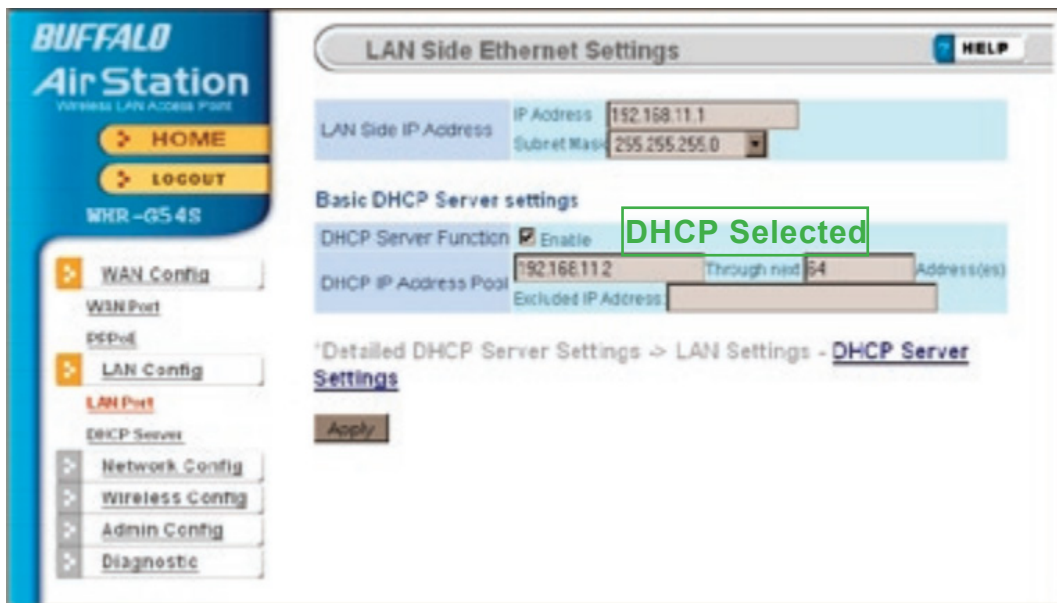 BUFFALO
AirStation
Wireless LAN Access Point
HOME
LOGOUT
WHR-G54S
WAN Config
WAN Port
PPPoE
LAN Config
LAN Port
DHCP Server
Network Config
Wireless Config
Admin Config
Diagnostic
LAN Side Ethernet Settings
HELP
LAN Side IP Address
IP Address 192.168.11.1
Subnet Mask 255.255.255.0
Basic DHCP Server settings
DHCP Server Function Enable
DHCP Selected
DHCP IP Address Pool
192.168.11.2 Through next 64 Address(es)
Excluded IP Address:
*Detailed DHCP Server Settings -> LAN Settings - DHCP Server
Settings
Apply